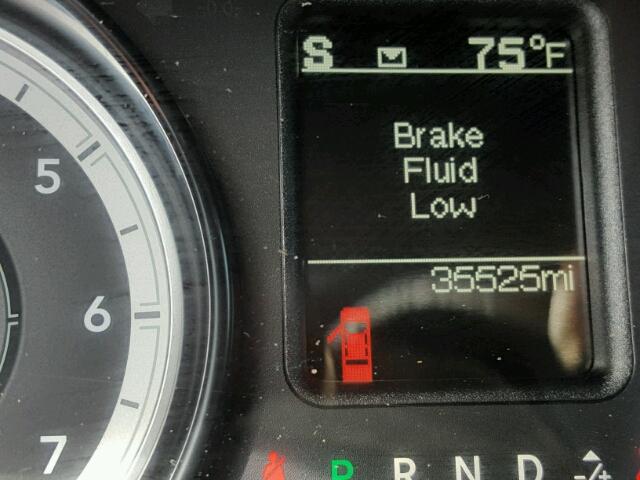 S 75°F
Brake
Fluid
Low
35525mi
5
6
7
P R N D -/+